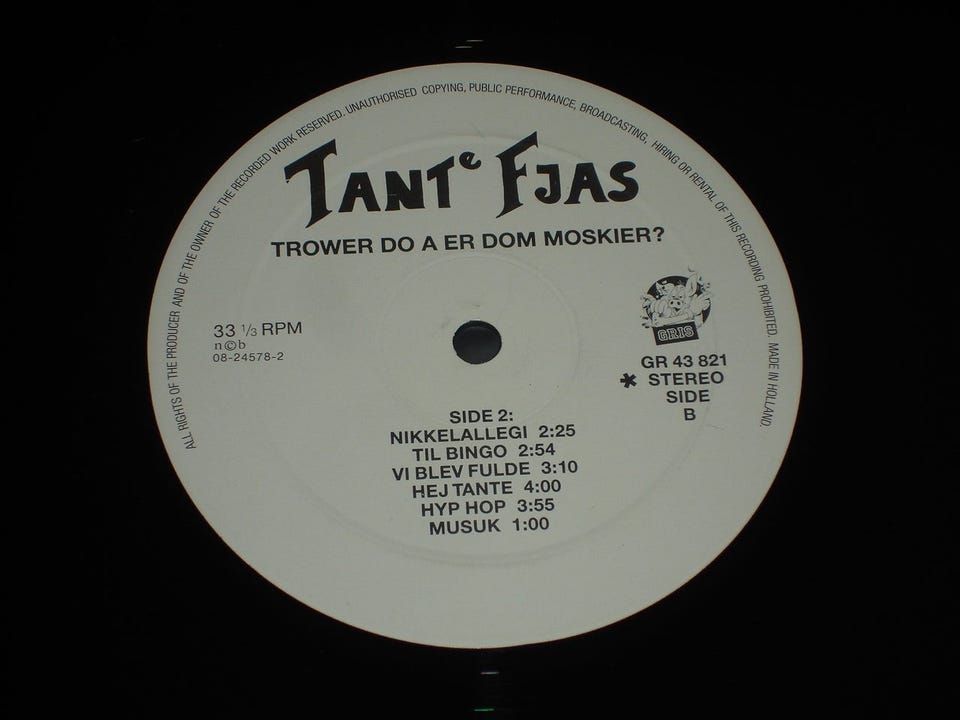 ALL RIGHTS OF THE PRODUCER AND OF THE OWNER OF THE RECORDED WORK RESERVED. UNAUTHORISED COPYING, PUBLIC PERFORMANCE, BROADCASTING, HIRING OR RENTAL OF THIS RECORDING PROHIBITED. MADE IN HOLLAND.
TANTe FJAS
TROWER DO A ER DOM MOSKIER?
GRIS
33 1/3 RPM
n©b
08-24578-2
GR 43 821
* STEREO
SIDE
B
SIDE 2:
NIKKELALLEGI 2:25
TIL BINGO 2:54
VI BLEV FULDE 3:10
HEJ TANTE 4:00
HYP HOP 3:55
MUSUK 1:00